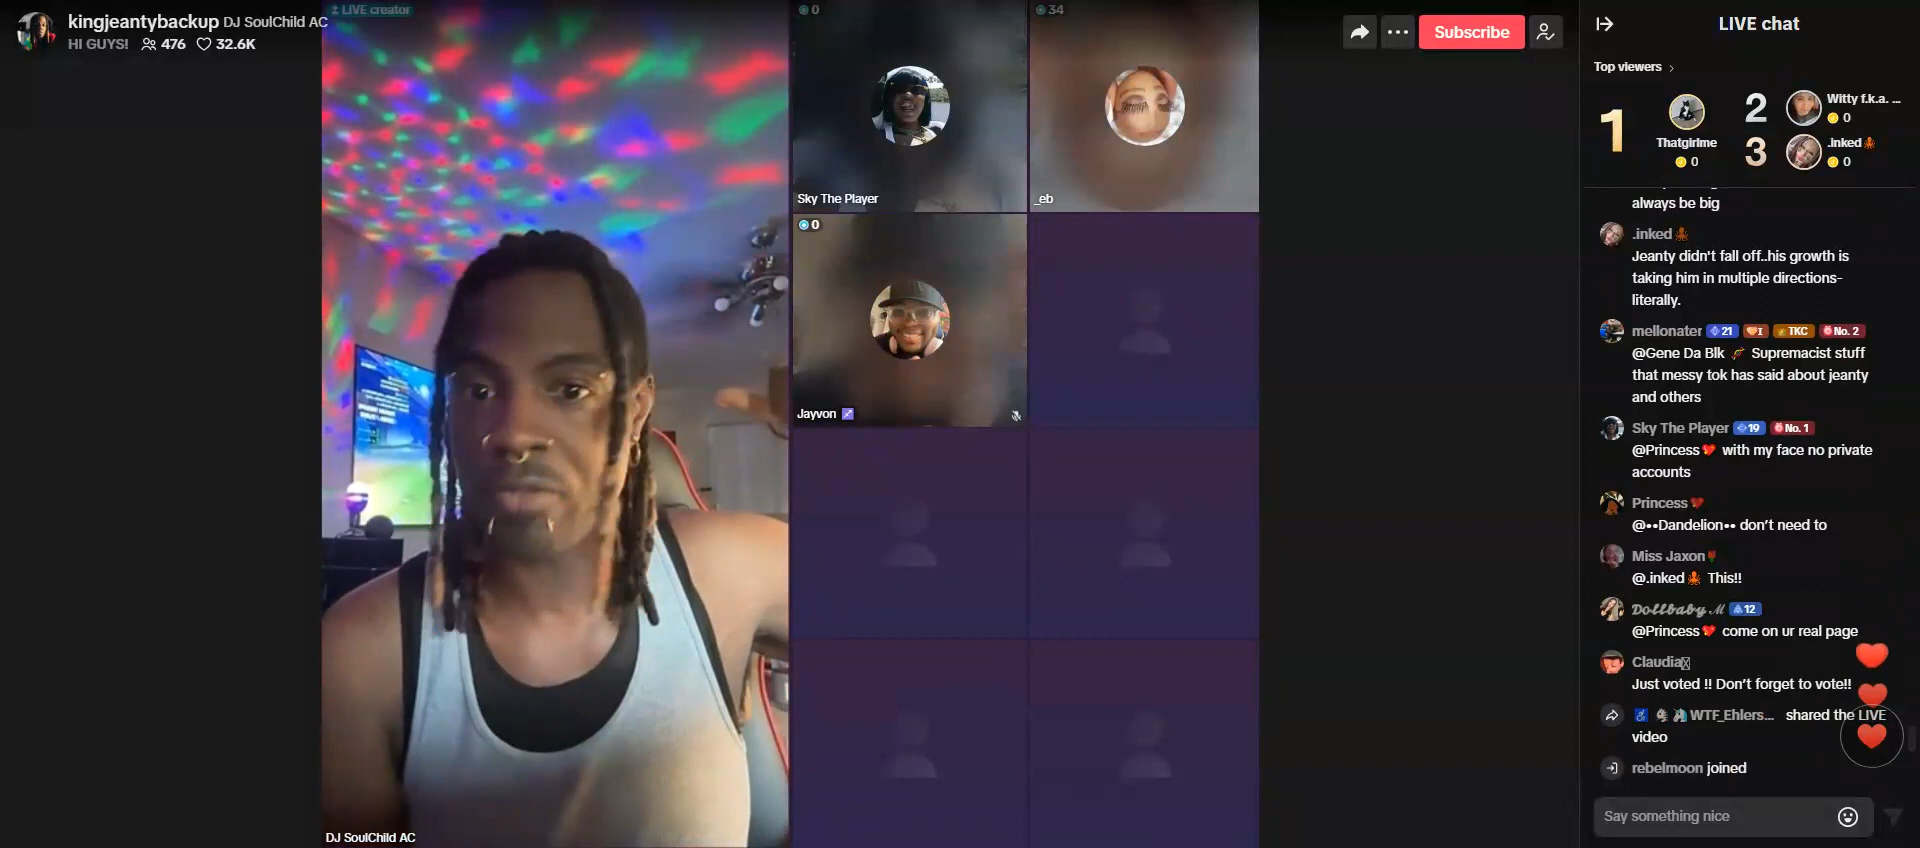 kingjeantybackup DJ SoulChild AC
HI GUYS! 476 32.6K
LIVE creator
0
34
Subscribe
Sky The Player
_eb
0
Jayvon
DJ SoulChild AC
LIVE chat
Top viewers
1
Thatgirlme
0
2
Witty f.k.a. ...
0
3
.inked
0
always be big
.inked
Jeanty didn't fall off..his growth is
taking him in multiple directions-
literally.
mellonater 21 I TKC No. 2
@Gene Da Blk Supremacist stuff
that messy tok has said about jeanty
and others
Sky The Player 19 No. 1
@Princess with my face no private
accounts
Princess
@••Dandelion•• don't need to
Miss Jaxon
@.inked This!!
𝓓𝓸𝓵𝓵𝓫𝓪𝓫𝔂 ℳ 12
@Princess come on ur real page
Claudia
Just voted !! Don't forget to vote!!
WTF_Ehlers... shared the LIVE
video
rebelmoon joined
Say something nice